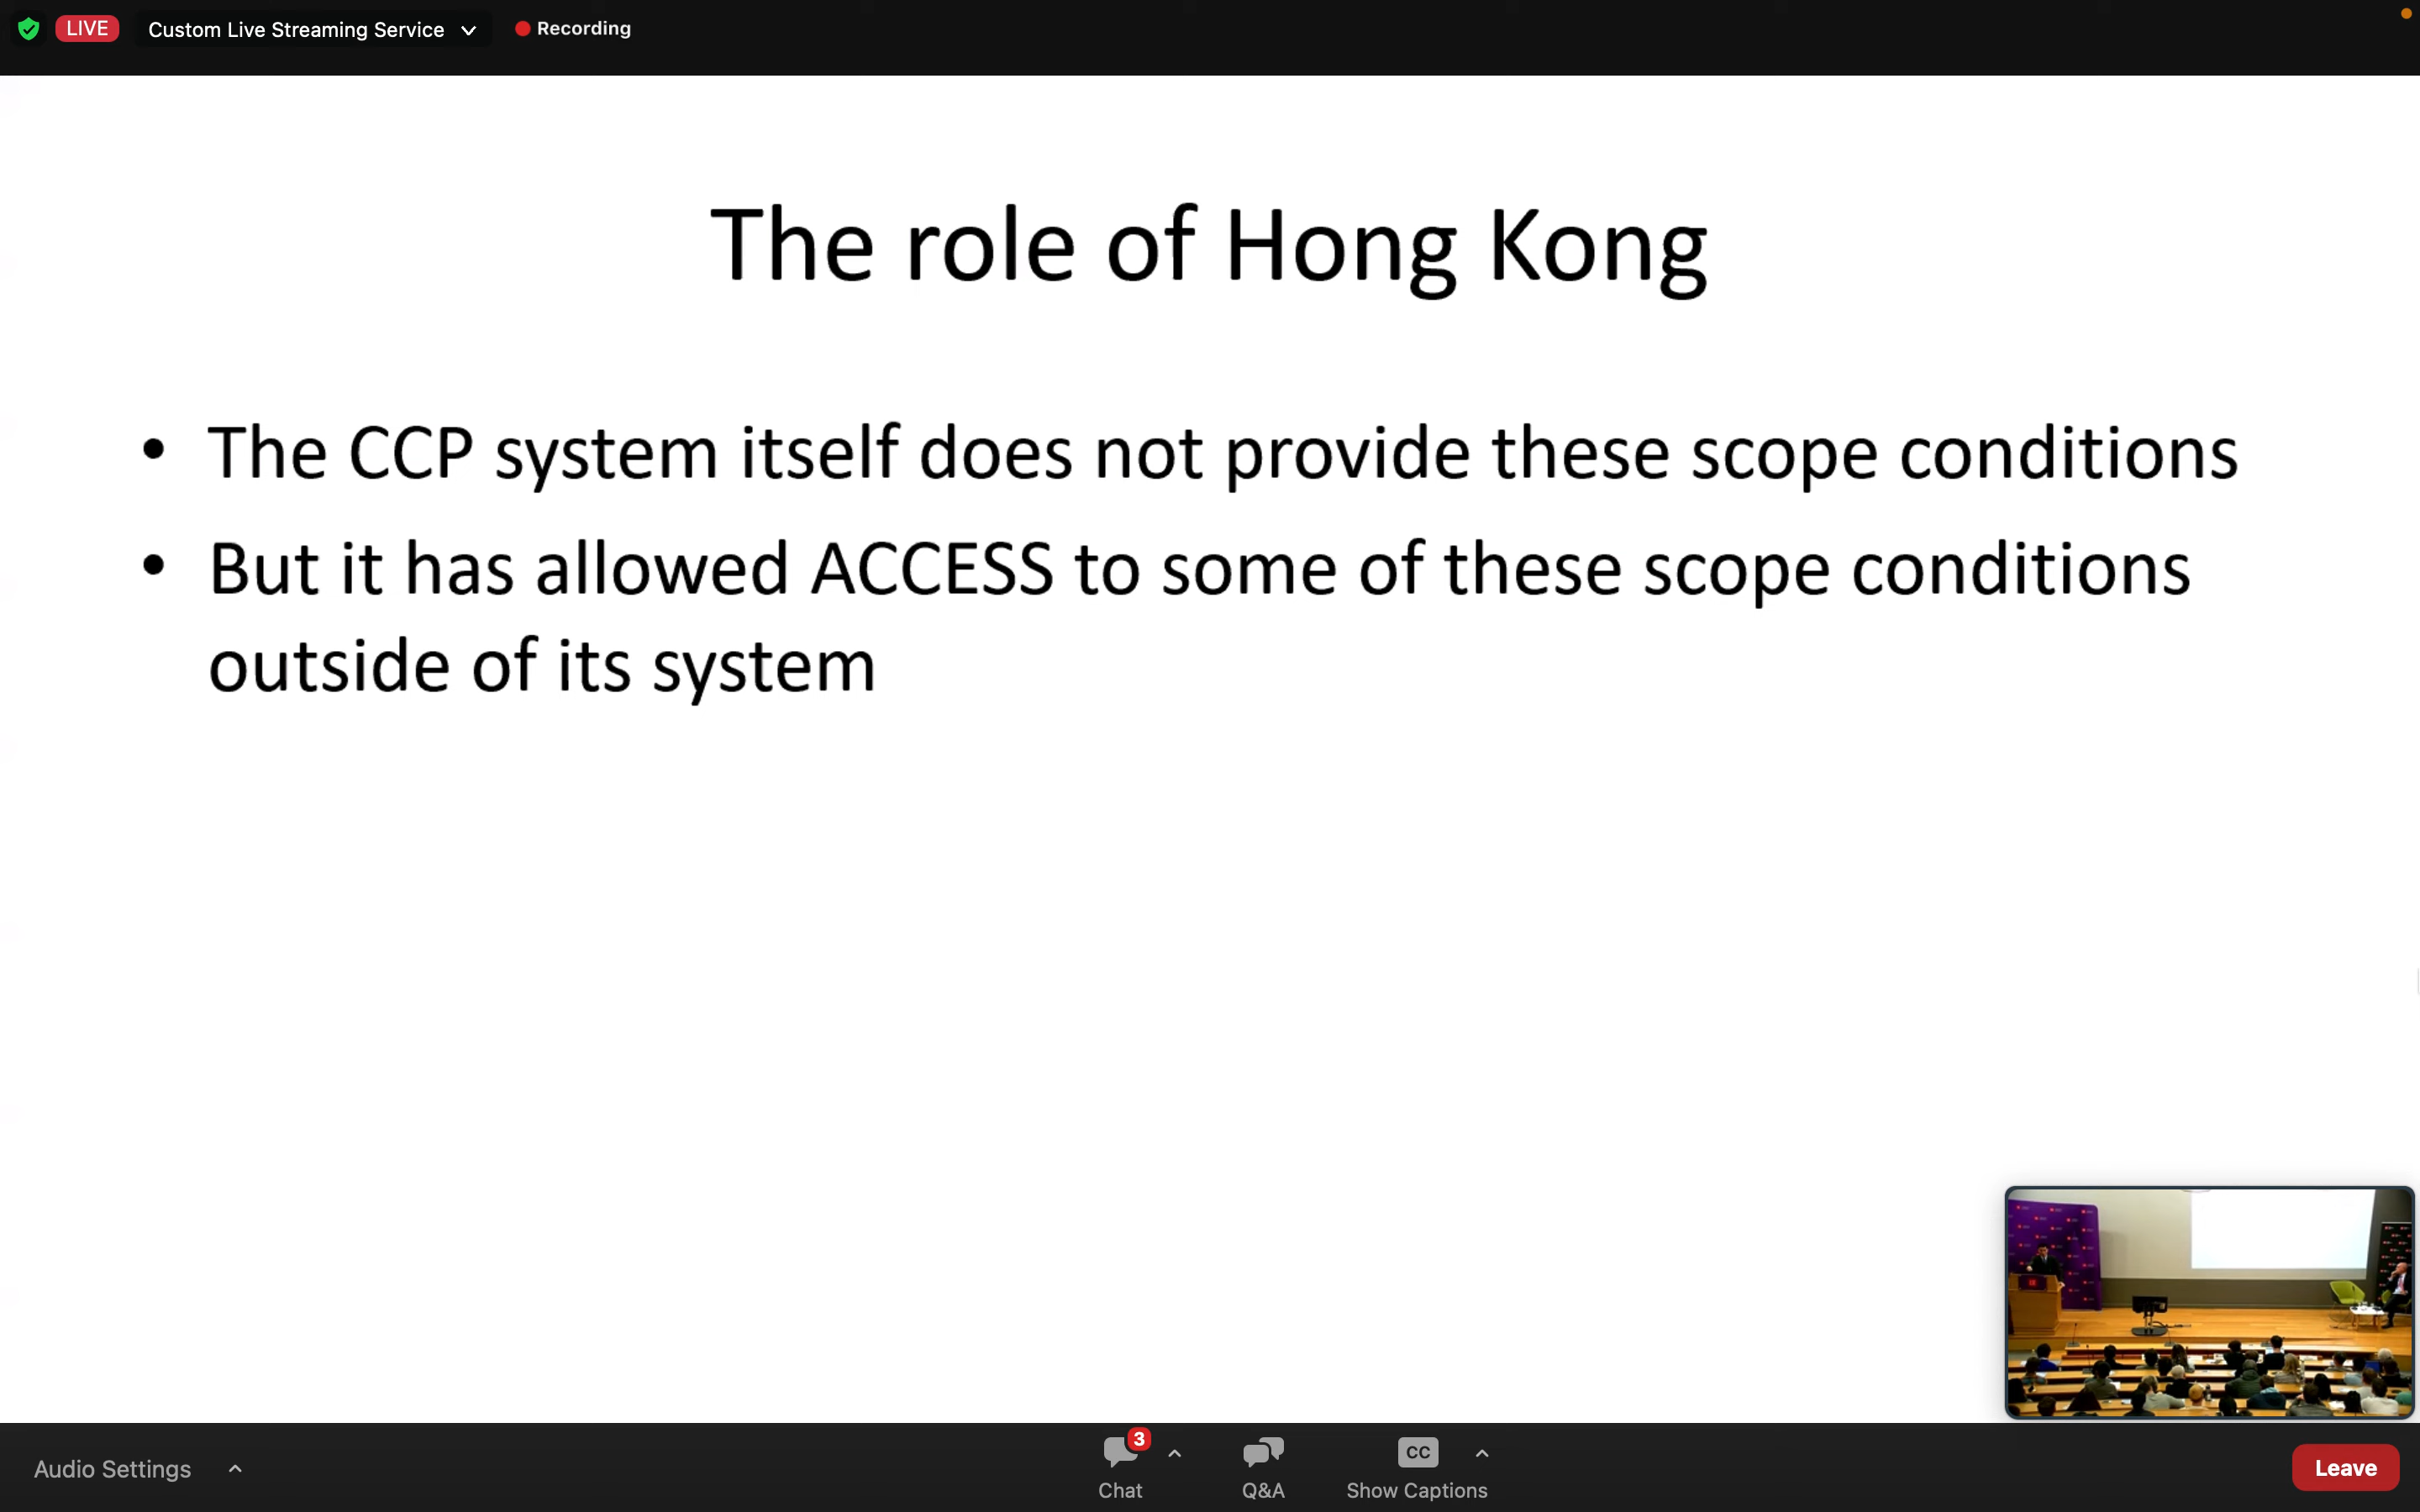 LIVE Custom Live Streaming Service Recording
The role of Hong Kong
• The CCP system itself does not provide these scope conditions
• But it has allowed ACCESS to some of these scope conditions
outside of its system
Audio Settings
3
CC
Chat Q&A Show Captions
Leave